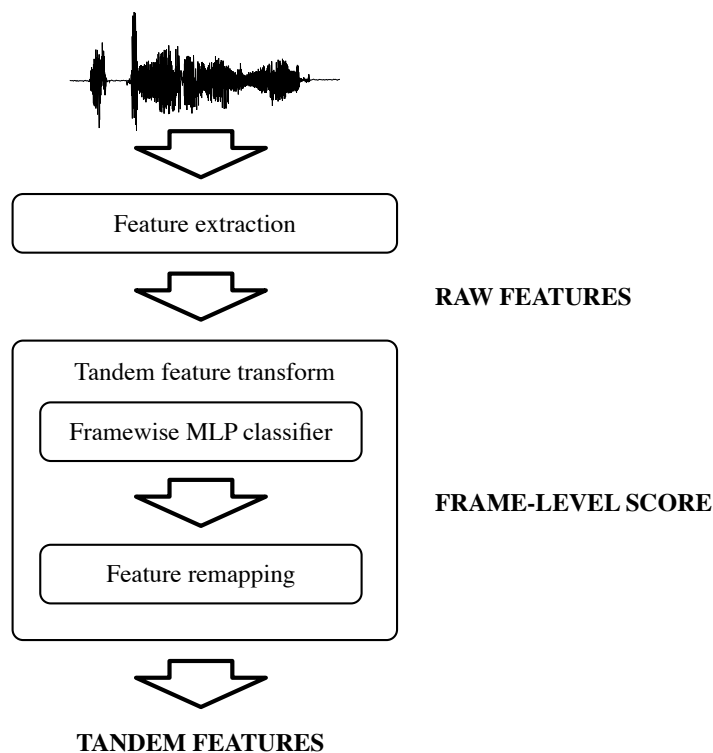 Feature extraction
RAW FEATURES
Tandem feature transform
Framewise MLP classifier
FRAME-LEVEL SCORE
Feature remapping
TANDEM FEATURES